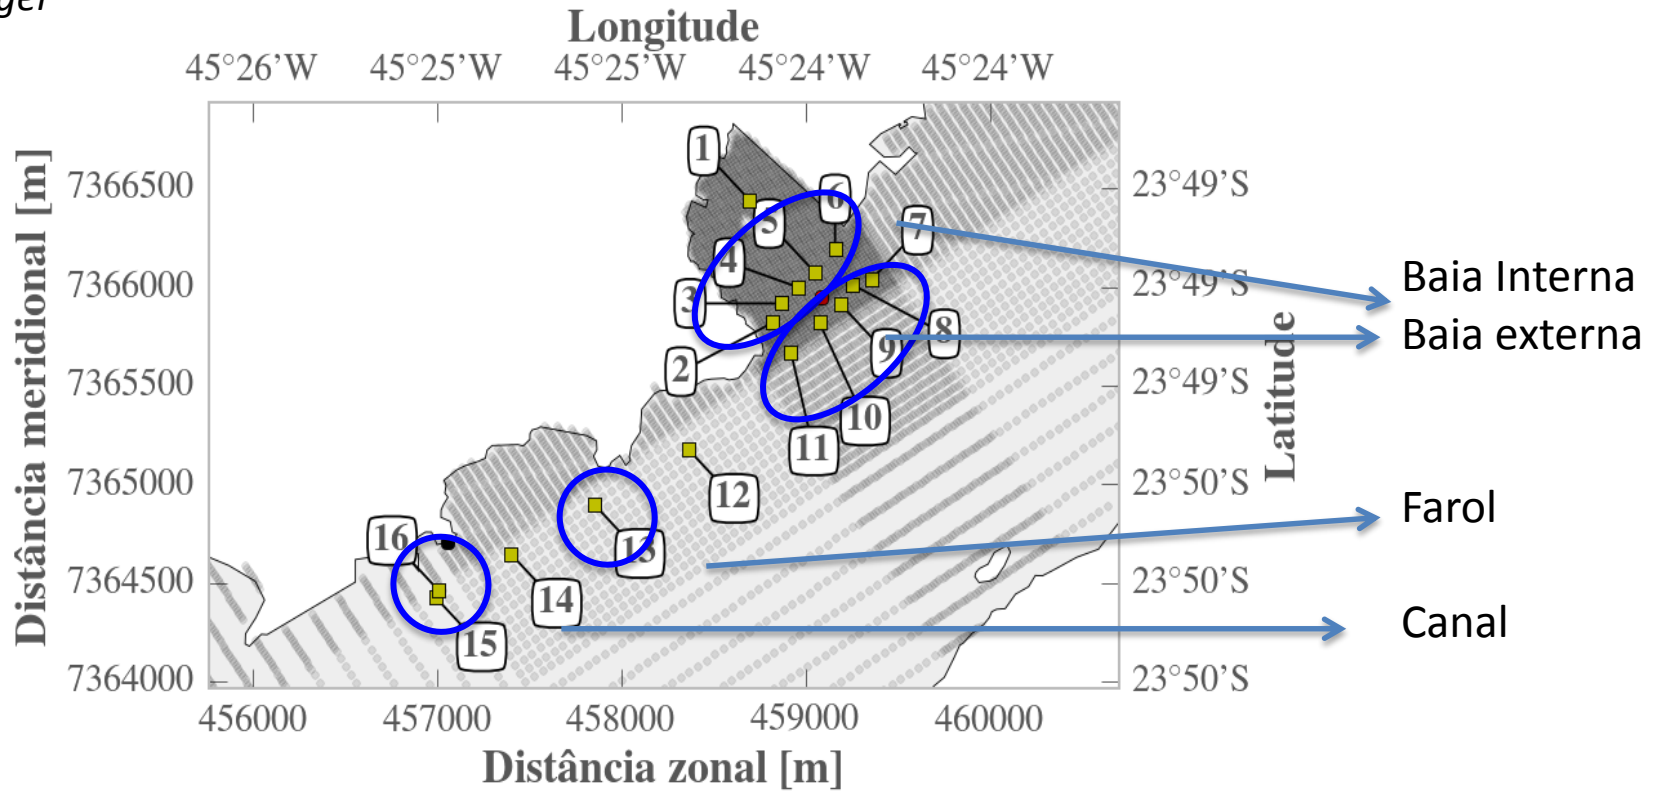 Longitude
45°26’W 45°25’W 45°25’W 45°24’W 45°24’W
Distância meridional [m]
7366500
7366000
7365500
7365000
7364500
7364000
1
6
5
7
4
3
8
9
2
10
11
12
16
13
14
15
23°49’S
23°49’S
23°49’S
23°50’S
23°50’S
23°50’S
Latitude
Baia Interna
Baia externa
Farol
Canal
456000 457000 458000 459000 460000
Distância zonal [m]